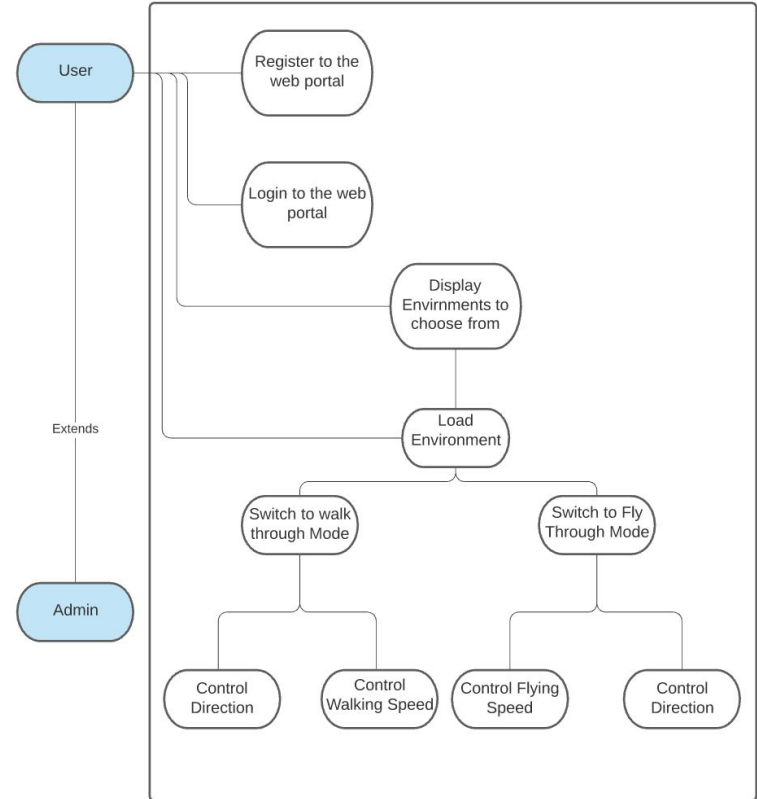 User
Register to the
web portal
Login to the web
portal
Display
Envirnments to
choose from
Extends
Load
Environment
Switch to walk
through Mode
Switch to Fly
Through Mode
Admin
Control
Direction
Control
Walking Speed
Control Flying
Speed
Control
Direction